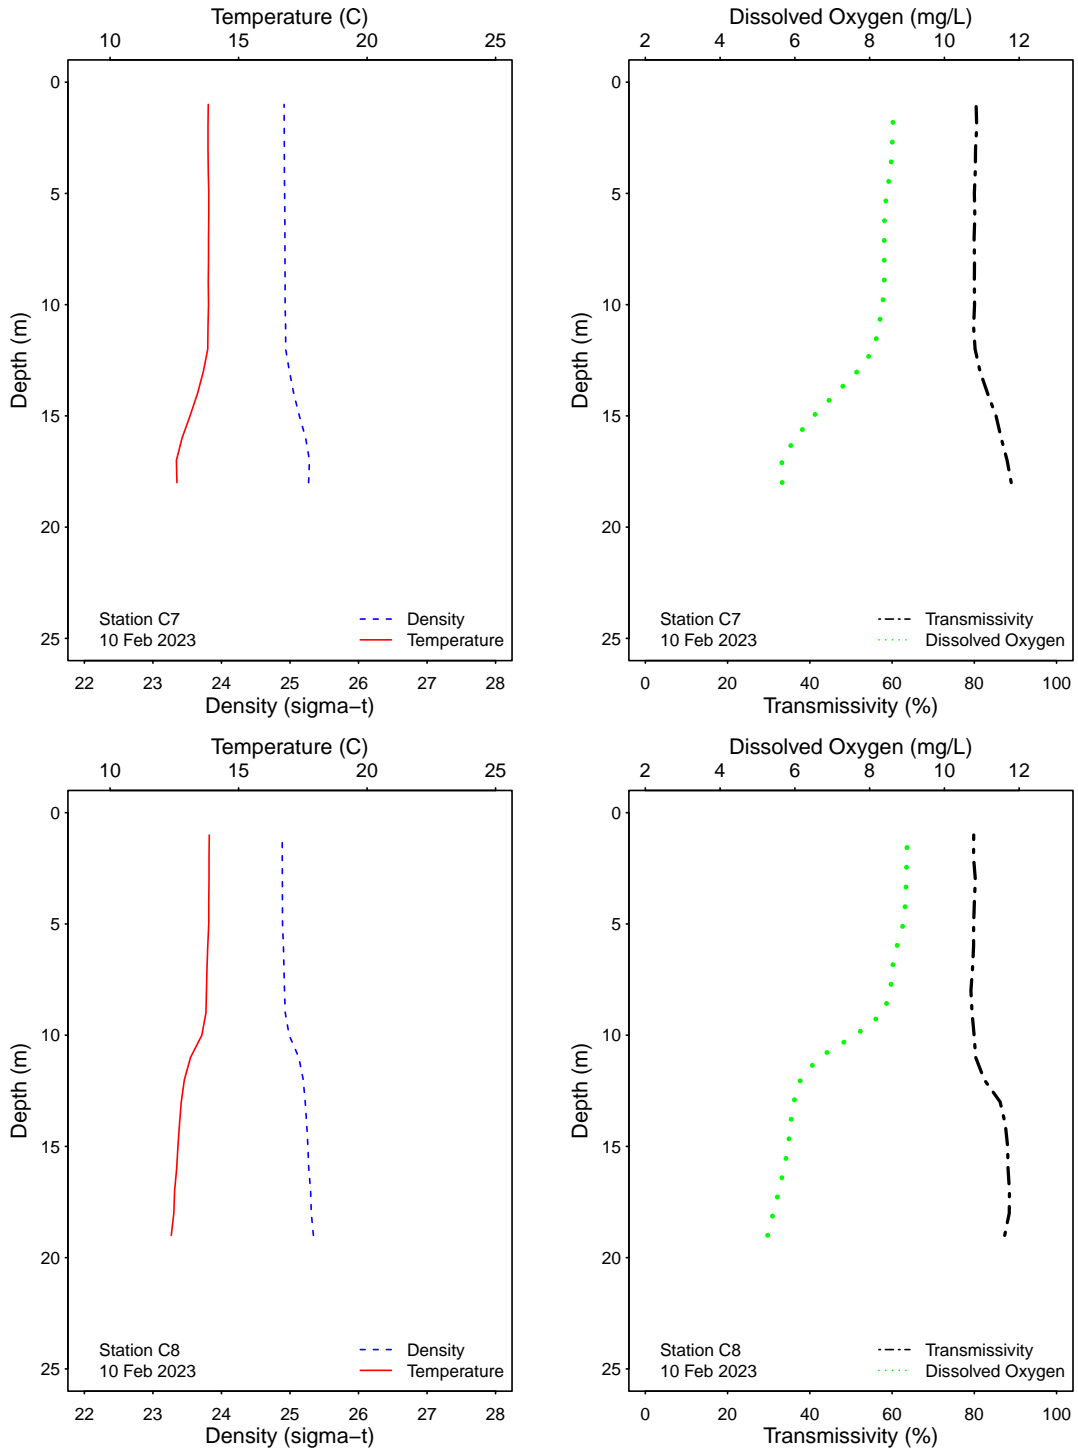 Temperature (C)
10 15 20 25
0
5
10
15
20
25
Depth (m)
Station C7
10 Feb 2023
Density
Temperature
22 23 24 25 26 27 28
Density (sigma−t)
Dissolved Oxygen (mg/L)
2 4 6 8 10 12
0
5
10
15
20
25
Depth (m)
Station C7
10 Feb 2023
Transmissivity
Dissolved Oxygen
0 20 40 60 80 100
Transmissivity (%)
Temperature (C)
10 15 20 25
0
5
10
15
20
25
Depth (m)
Station C8
10 Feb 2023
Density
Temperature
22 23 24 25 26 27 28
Density (sigma−t)
Dissolved Oxygen (mg/L)
2 4 6 8 10 12
0
5
10
15
20
25
Depth (m)
Station C8
10 Feb 2023
Transmissivity
Dissolved Oxygen
0 20 40 60 80 100
Transmissivity (%)